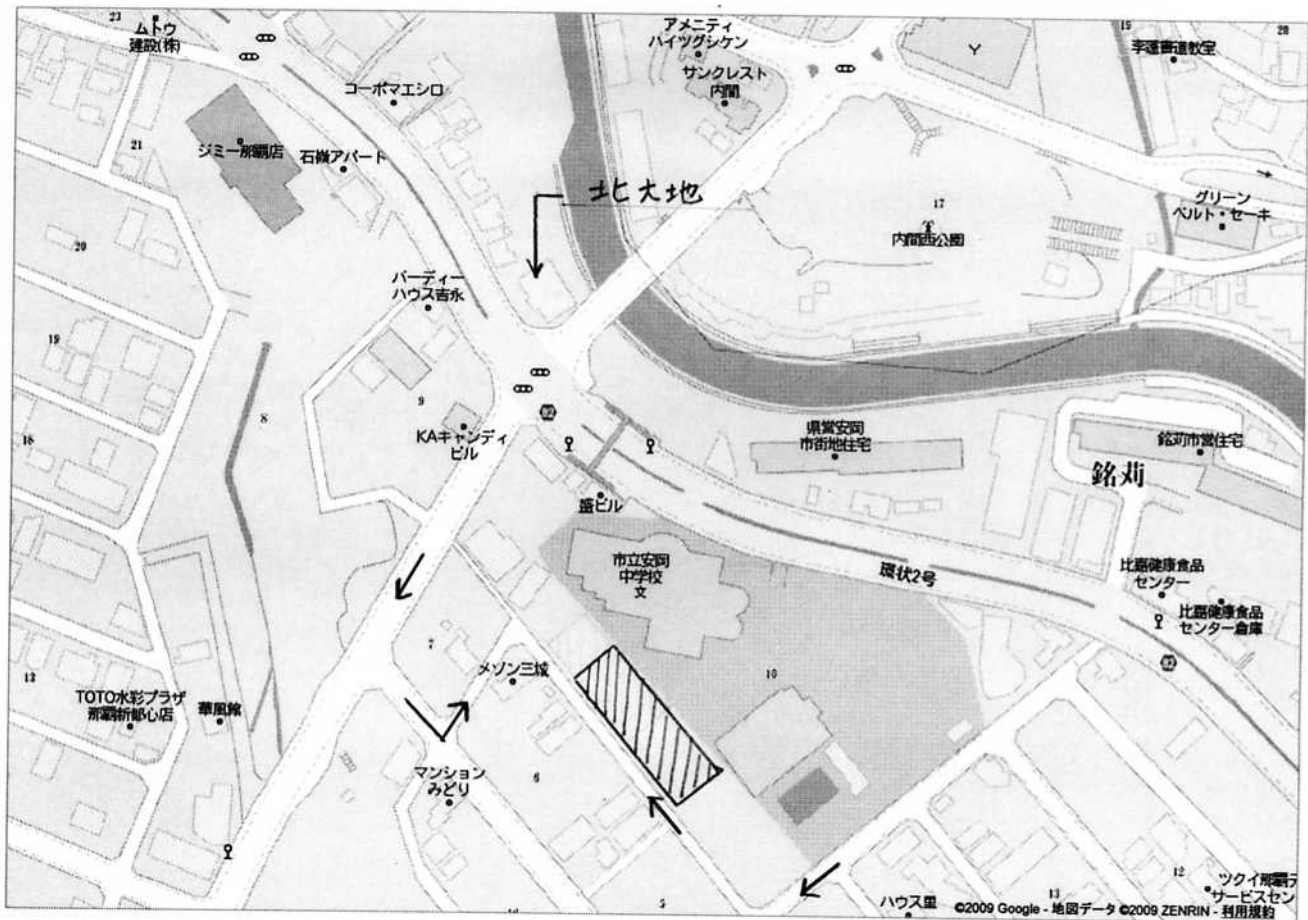 23
ムトウ
建設(株)
アメニティ
ハイツグシケン
サンクレスト
内間
Y
19
20
李蓮書道教室
コーポマエシロ
21
ジミー那覇店
石嶺アパート
北大地
17
内間西公園
グリーン
ベルト・セーキ
20
バーディー
ハウス吉永
19
9
8
62
KAキャンディ
ビル
県営安岡
市街地住宅
銘苅市営住宅
18
銘苅
盛ビル
市立安岡
中学校
文
環状2号
比嘉健康食品
センター
比嘉健康食品
センター倉庫
82
7
メゾン三城
13
10
TOTO水彩プラザ
那覇新都心店
華風館
マンション
みどり
6
12
ツクイ那覇デ
サービスセン
5
ハウス里
13
©2009 Google - 地図データ ©2009 ZENRIN - 利用規約